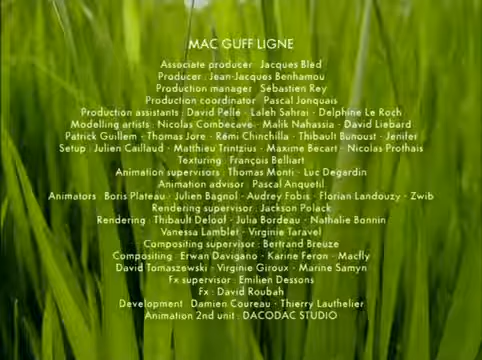 MAC GUFF LIGNE
Associate producer : Jacques Bled
Producer : Jean-Jacques Benhamou
Production manager : Sébastien Rey
Production coordinator : Pascal Jonquais
Production assistants : David Pellé - Laleh Sahrai - Delphine Le Roch
Modelling artists : Nicolas Combecave - Malik Nahassia - David Liebard
Patrick Guillem - Thomas Jore - Rémi Chinchilla - Thibault Bunoust - Jenifer
Setup : Julien Caillaud - Matthieu Trintzius - Maxime Bécart - Nicolas Prothais
Texturing : François Belliart
Animation supervisors : Thomas Monti - Luc Degardin
Animation advisor : Pascal Anquetil
Animators : Boris Plateau - Julien Bagnol - Audrey Fobis - Florian Landouzy - Zwib
Rendering supervisor : Jackson Polack
Rendering : Thibault Deloof - Julia Bordeau - Nathalie Bonnin
Vanessa Lamblet - Virginie Taravel
Compositing supervisor : Bertrand Breuze
Compositing : Erwan Davigano - Karine Feron - Macfly
David Tomaszewski - Virginie Giroux - Marine Samyn
Fx supervisor : Emilien Dessons
Fx : David Roubah
Development : Damien Coureau - Thierry Lauthelier
Animation 2nd unit : DACODAC STUDIO